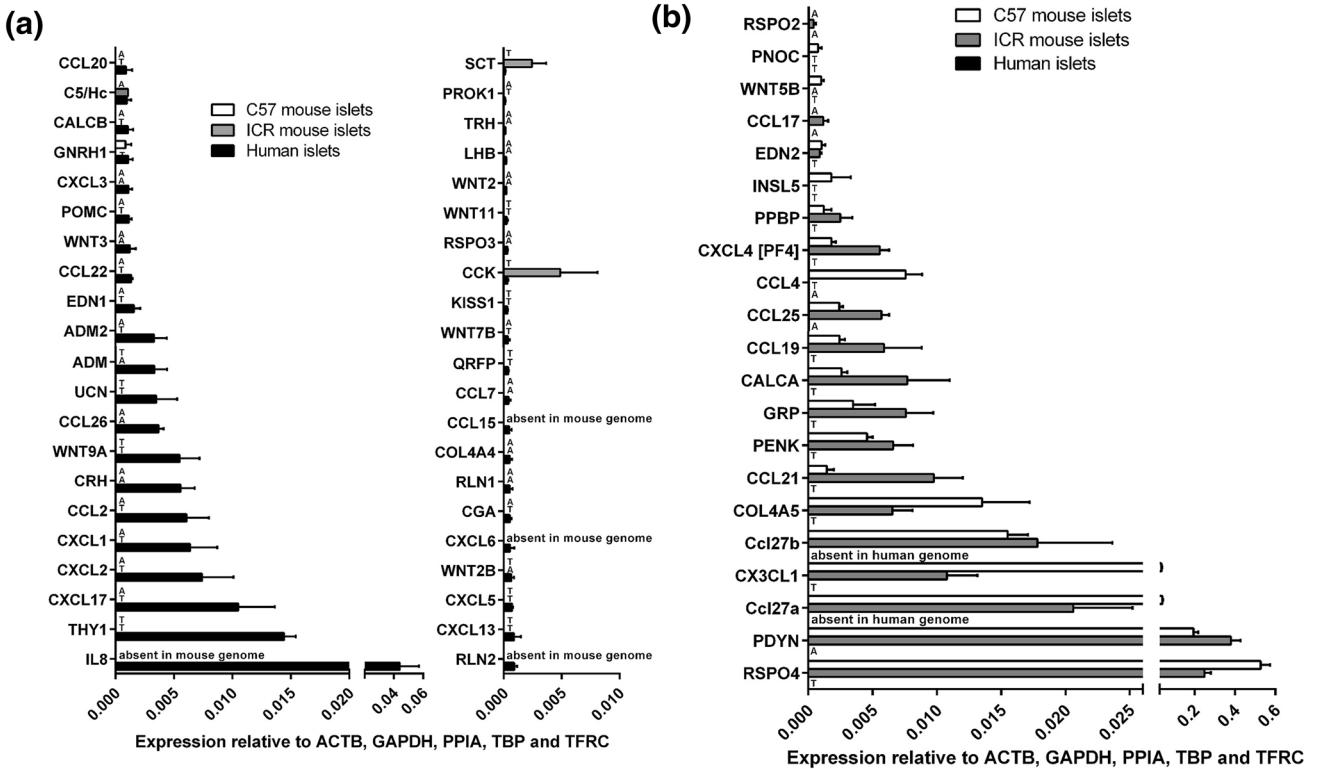 (a)
CCL20
A
T
C5/Hc
A
CALCB
A
T
GNRH1
T
CXCL3
A
A
POMC
A
T
WNT3
A
A
CCL22
A
T
EDN1
A
T
ADM2
A
T
ADM
T
A
UCN
T
T
CCL26
A
A
WNT9A
T
T
CRH
A
A
CCL2
A
T
CXCL1
A
T
CXCL2
A
T
CXCL17
A
T
THY1
T
T
IL8
absent in mouse genome
C57 mouse islets
ICR mouse islets
Human islets
0.000
0.005
0.010
0.015
0.020
0.04
0.06
SCT
T
PROK1
A
T
TRH
A
A
LHB
A
A
WNT2
A
A
WNT11
T
T
RSPO3
A
A
CCK
T
KISS1
T
T
WNT7B
A
T
QRFP
T
T
CCL7
A
A
CCL15
absent in mouse genome
COL4A4
A
A
RLN1
A
A
CGA
A
T
CXCL6
absent in mouse genome
WNT2B
T
A
CXCL5
T
T
CXCL13
T
T
RLN2
absent in mouse genome
0.000
0.005
0.010
Expression relative to ACTB, GAPDH, PPIA, TBP and TFRC
(b)
C57 mouse islets
ICR mouse islets
Human islets
RSPO2
A
A
PNOC
T
T
WNT5B
A
T
CCL17
A
A
EDN2
T
INSL5
T
T
PPBP
T
CXCL4 [PF4]
T
CCL4
T
A
CCL25
A
CCL19
T
CALCA
T
GRP
T
PENK
T
CCL21
T
COL4A5
T
Ccl27b
absent in human genome
CX3CL1
T
Ccl27a
absent in human genome
PDYN
A
RSPO4
T
0.000
0.005
0.010
0.015
0.020
0.025
0.2
0.4
0.6
Expression relative to ACTB, GAPDH, PPIA, TBP and TFRC